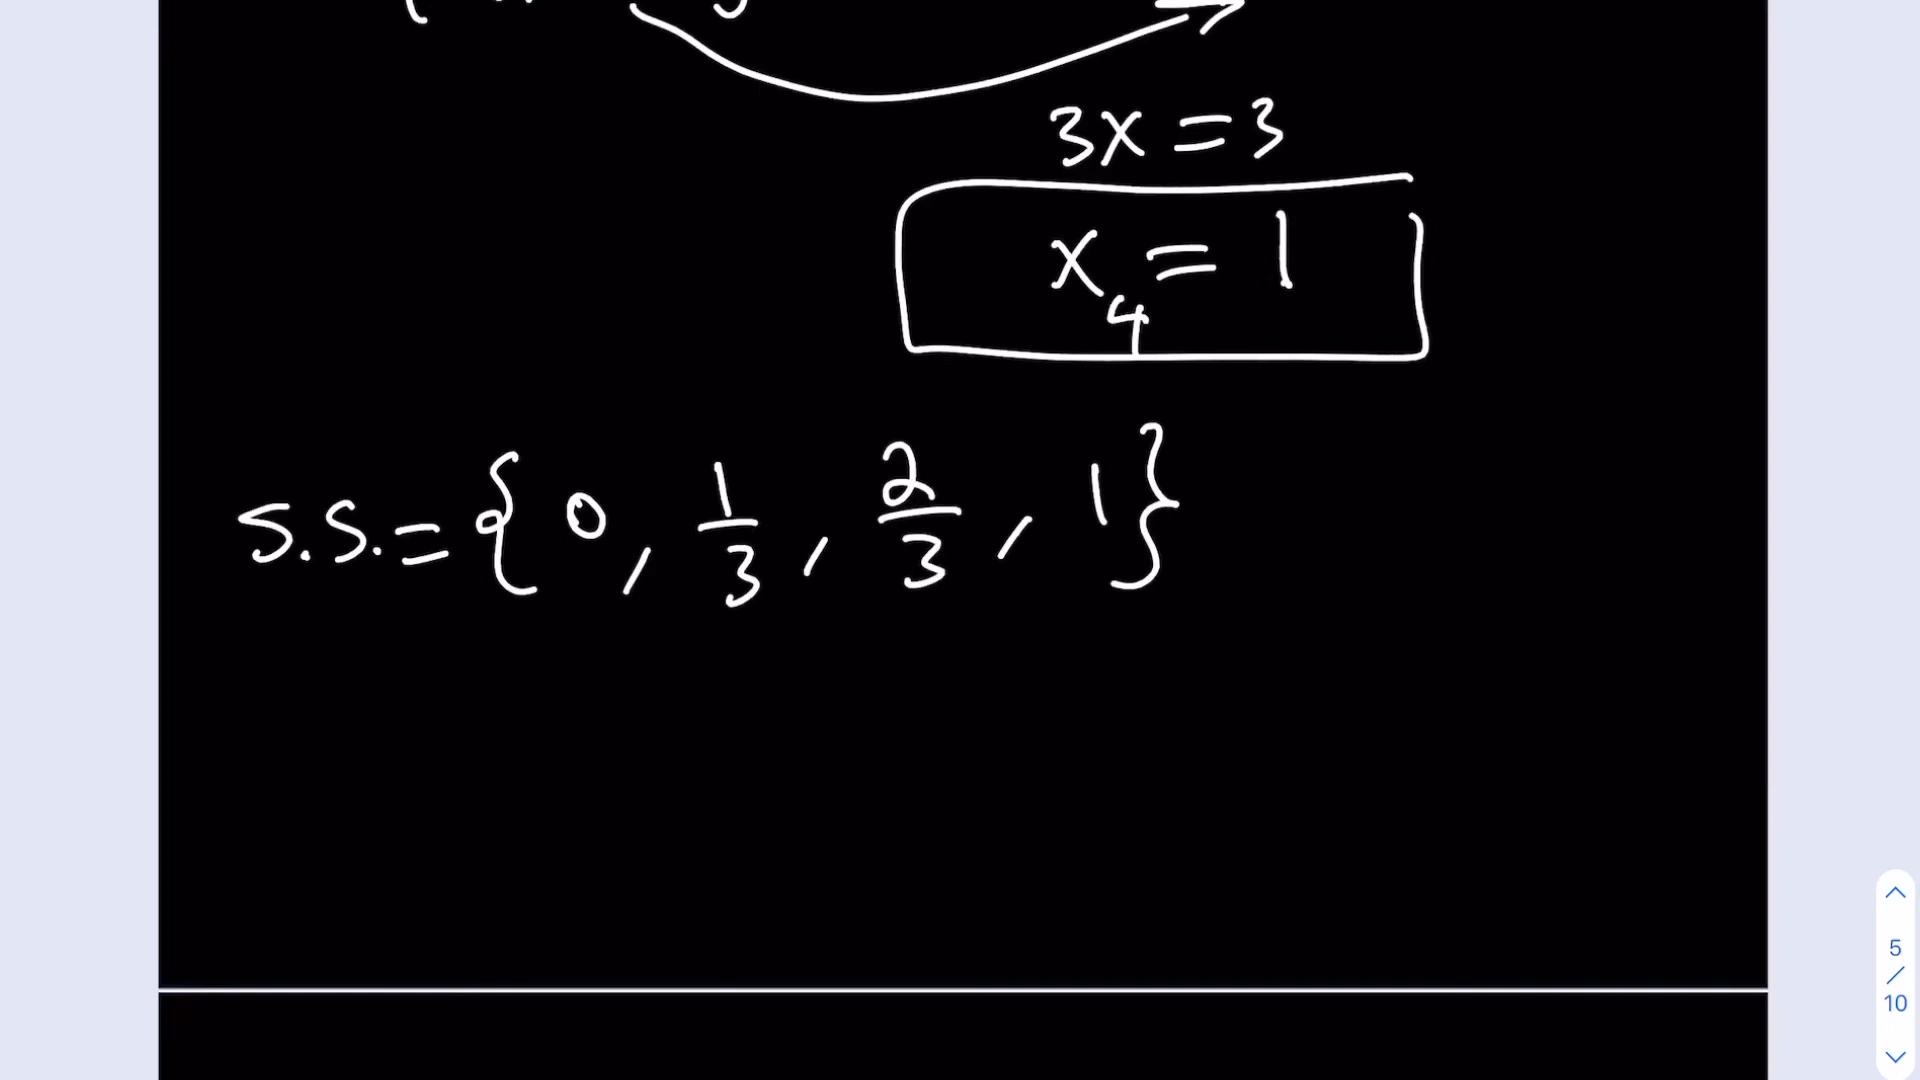 3x = 3
x₄ = 1
S.S. = {0, 1/3, 2/3, 1}
5
/
10